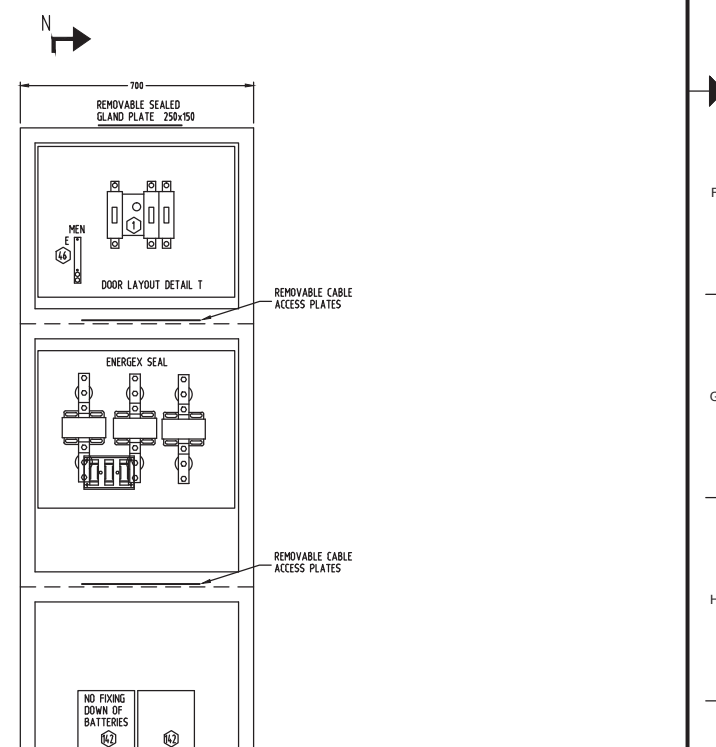 N
700
REMOVABLE SEALED
GLAND PLATE 250x150
F
1
MEN
E
46
DOOR LAYOUT DETAIL T
REMOVABLE CABLE
ACCESS PLATES
ENERGEX SEAL
G
REMOVABLE CABLE
ACCESS PLATES
H
NO FIXING
DOWN OF
BATTERIES
142
142